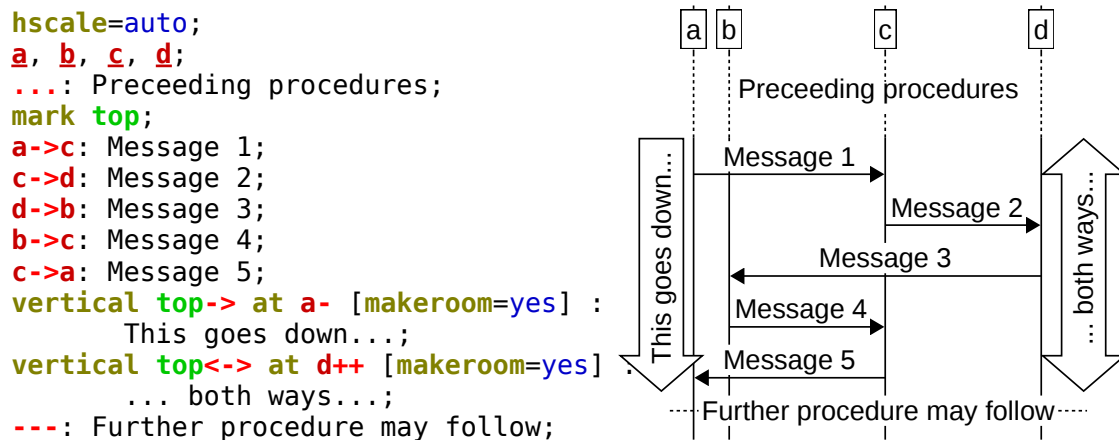 hscale=auto;
a, b, c, d;
...: Preceeding procedures;
mark top;
a->c: Message 1;
c->d: Message 2;
d->b: Message 3;
b->c: Message 4;
c->a: Message 5;
vertical top-> at a- [makeroom=yes] :
This goes down...;
vertical top<-> at d++ [makeroom=yes] :
... both ways...;
---: Further procedure may follow;
a b c d
Preceeding procedures
Message 1
Message 2
Message 3
Message 4
Message 5
This goes down...
... both ways...
Further procedure may follow